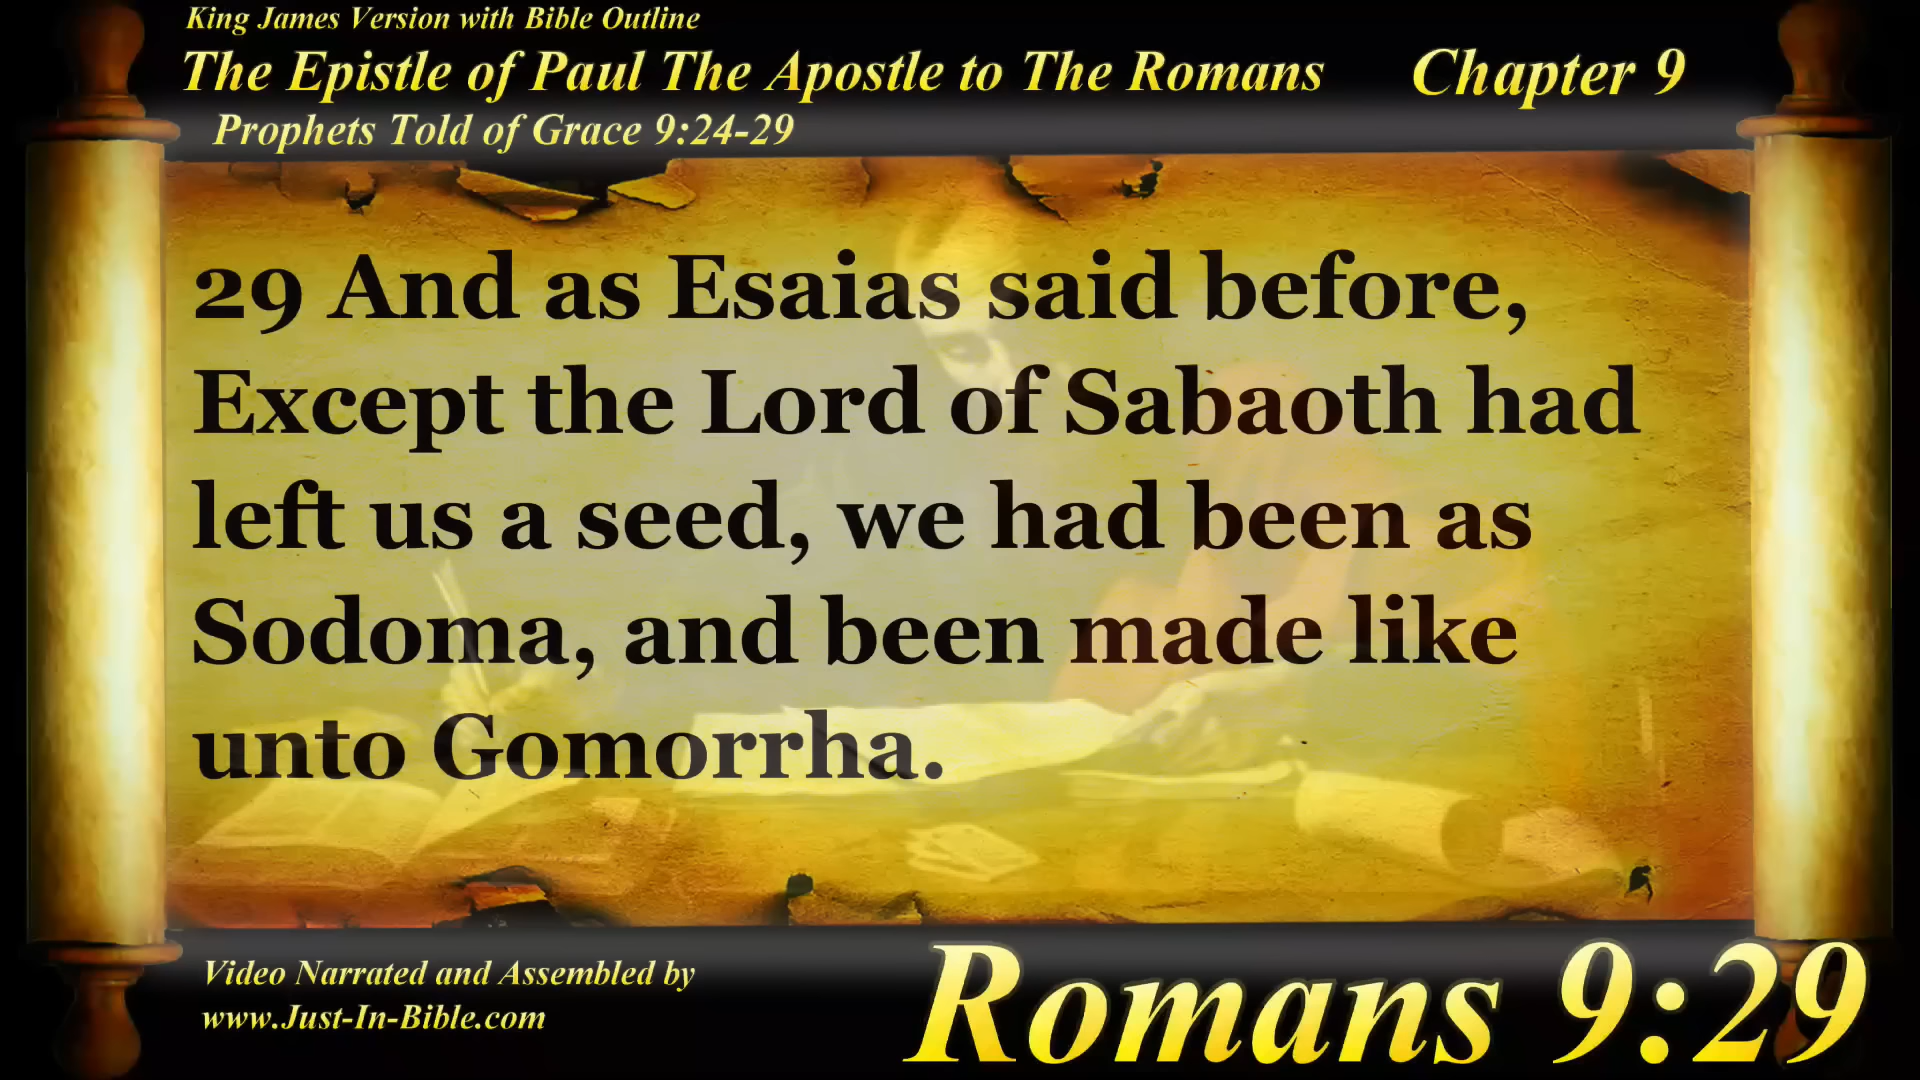 King James Version with Bible Outline
The Epistle of Paul The Apostle to The Romans Chapter 9
Prophets Told of Grace 9:24-29
29 And as Esaias said before,
Except the Lord of Sabaoth had
left us a seed, we had been as
Sodoma, and been made like
unto Gomorrha.
Video Narrated and Assembled by
www.Just-In-Bible.com
Romans 9:29